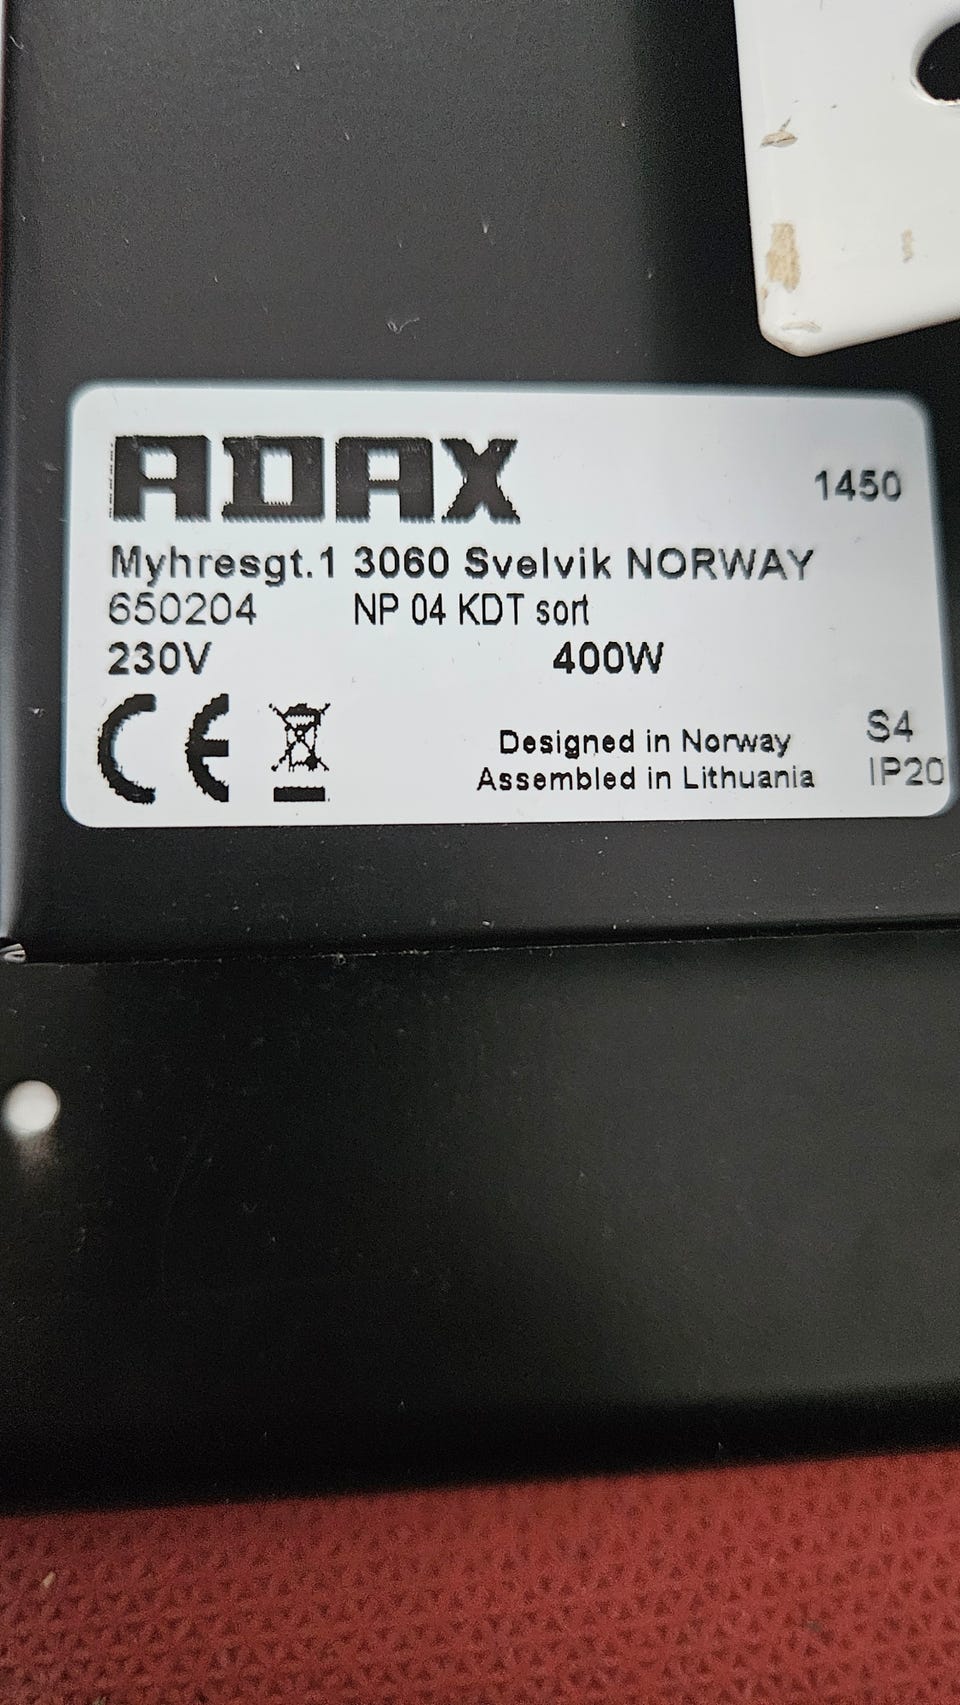 ADAX
1450
Myhresgt.1 3060 Svelvik NORWAY
650204 NP 04 KDT sort
230V 400W
CE
Designed in Norway S4
Assembled in Lithuania IP20